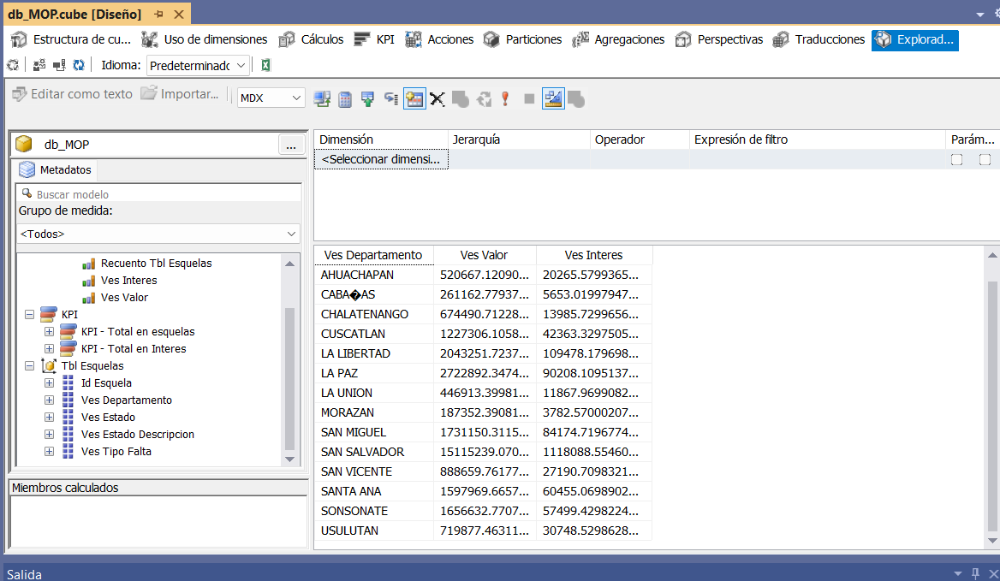 db_MOP.cube [Diseño]
Estructura de cu... Uso de dimensiones Cálculos KPI Acciones Particiones Agregaciones Perspectivas Traducciones Explorad...
Idioma: Predeterminado
Editar como texto Importar... MDX
db_MOP ...
Metadatos
Buscar modelo
Grupo de medida:
<Todos>
Recuento Tbl Esquelas
Ves Interes
Ves Valor
KPI
KPI - Total en esquelas
KPI - Total en Interes
Tbl Esquelas
Id Esquela
Ves Departamento
Ves Estado
Ves Estado Descripcion
Ves Tipo Falta
Miembros calculados
Dimensión Jerarquía Operador Expresión de filtro Parám...
<Seleccionar dimensi...
Ves Departamento Ves Valor Ves Interes
AHUACHAPAN 520667.12090... 20265.5799365...
CABA�AS 261162.77937... 5653.01997947...
CHALATENANGO 674490.71228... 13985.7299656...
CUSCATLAN 1227306.1058... 42363.3297505...
LA LIBERTAD 2043251.7237... 109478.179698...
LA PAZ 2722892.3474... 90208.1095137...
LA UNION 446913.39981... 11867.9699082...
MORAZAN 187352.39081... 3782.57000207...
SAN MIGUEL 1731150.3115... 84174.7196774...
SAN SALVADOR 15115239.070... 1118088.55460...
SAN VICENTE 888659.76177... 27190.7098321...
SANTA ANA 1597969.6657... 60455.0698902...
SONSONATE 1656632.7707... 57499.4298224...
USULUTAN 719877.46311... 30748.5298628...
Salida